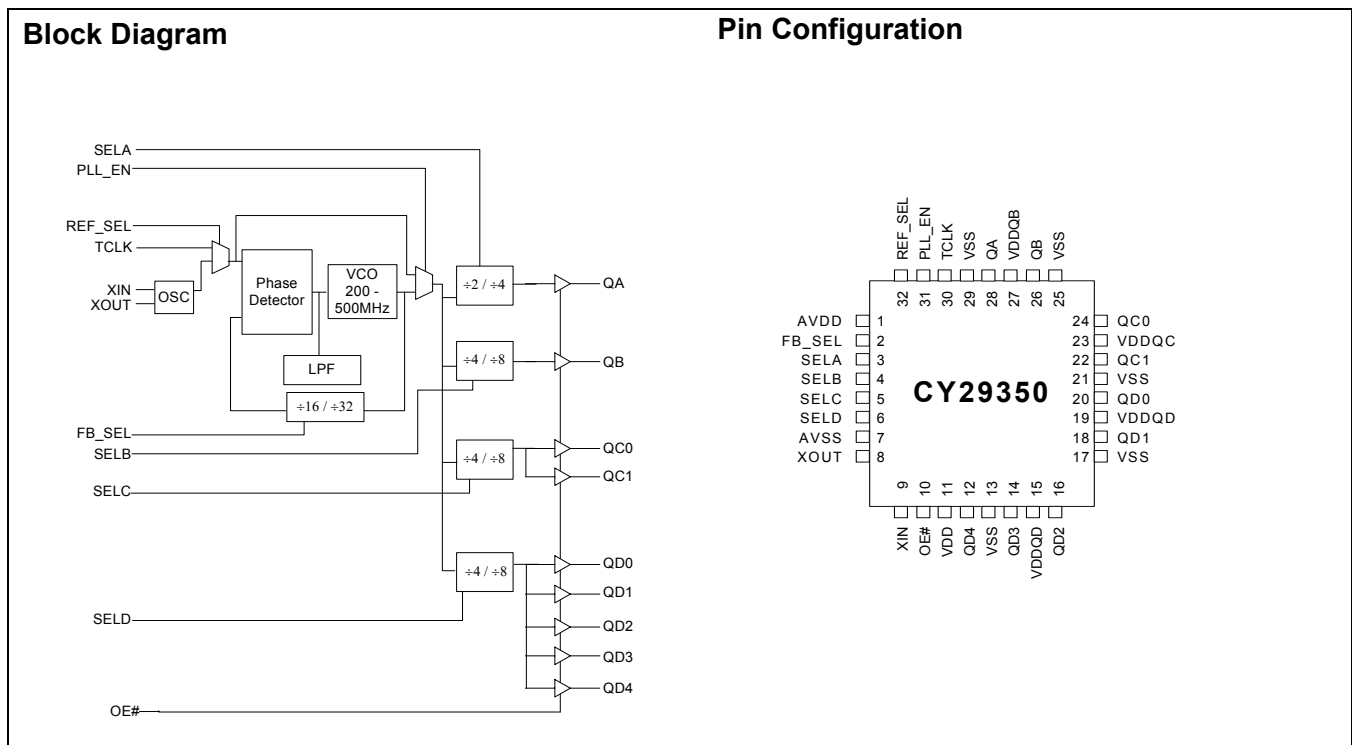 Block Diagram
Pin Configuration
SELA
PLL_EN
REF_SEL
TCLK
XIN
XOUT
OSC
Phase
Detector
VCO
200 -
500MHz
LPF
÷16 / ÷32
FB_SEL
SELB
SELC
SELD
OE#
÷2 / ÷4
÷4 / ÷8
÷4 / ÷8
÷4 / ÷8
QA
QB
QC0
QC1
QD0
QD1
QD2
QD3
QD4
REF_SEL
PLL_EN
TCLK
VSS
QA
VDDQB
QB
VSS
32 31 30 29 28 27 26 25
AVDD 1
FB_SEL 2
SELA 3
SELB 4
SELC 5
SELD 6
AVSS 7
XOUT 8
CY29350
24 QC0
23 VDDQC
22 QC1
21 VSS
20 QD0
19 VDDQD
18 QD1
17 VSS
9 10 11 12 13 14 15 16
XIN
OE#
VDD
QD4
VSS
QD3
VDDQD
QD2